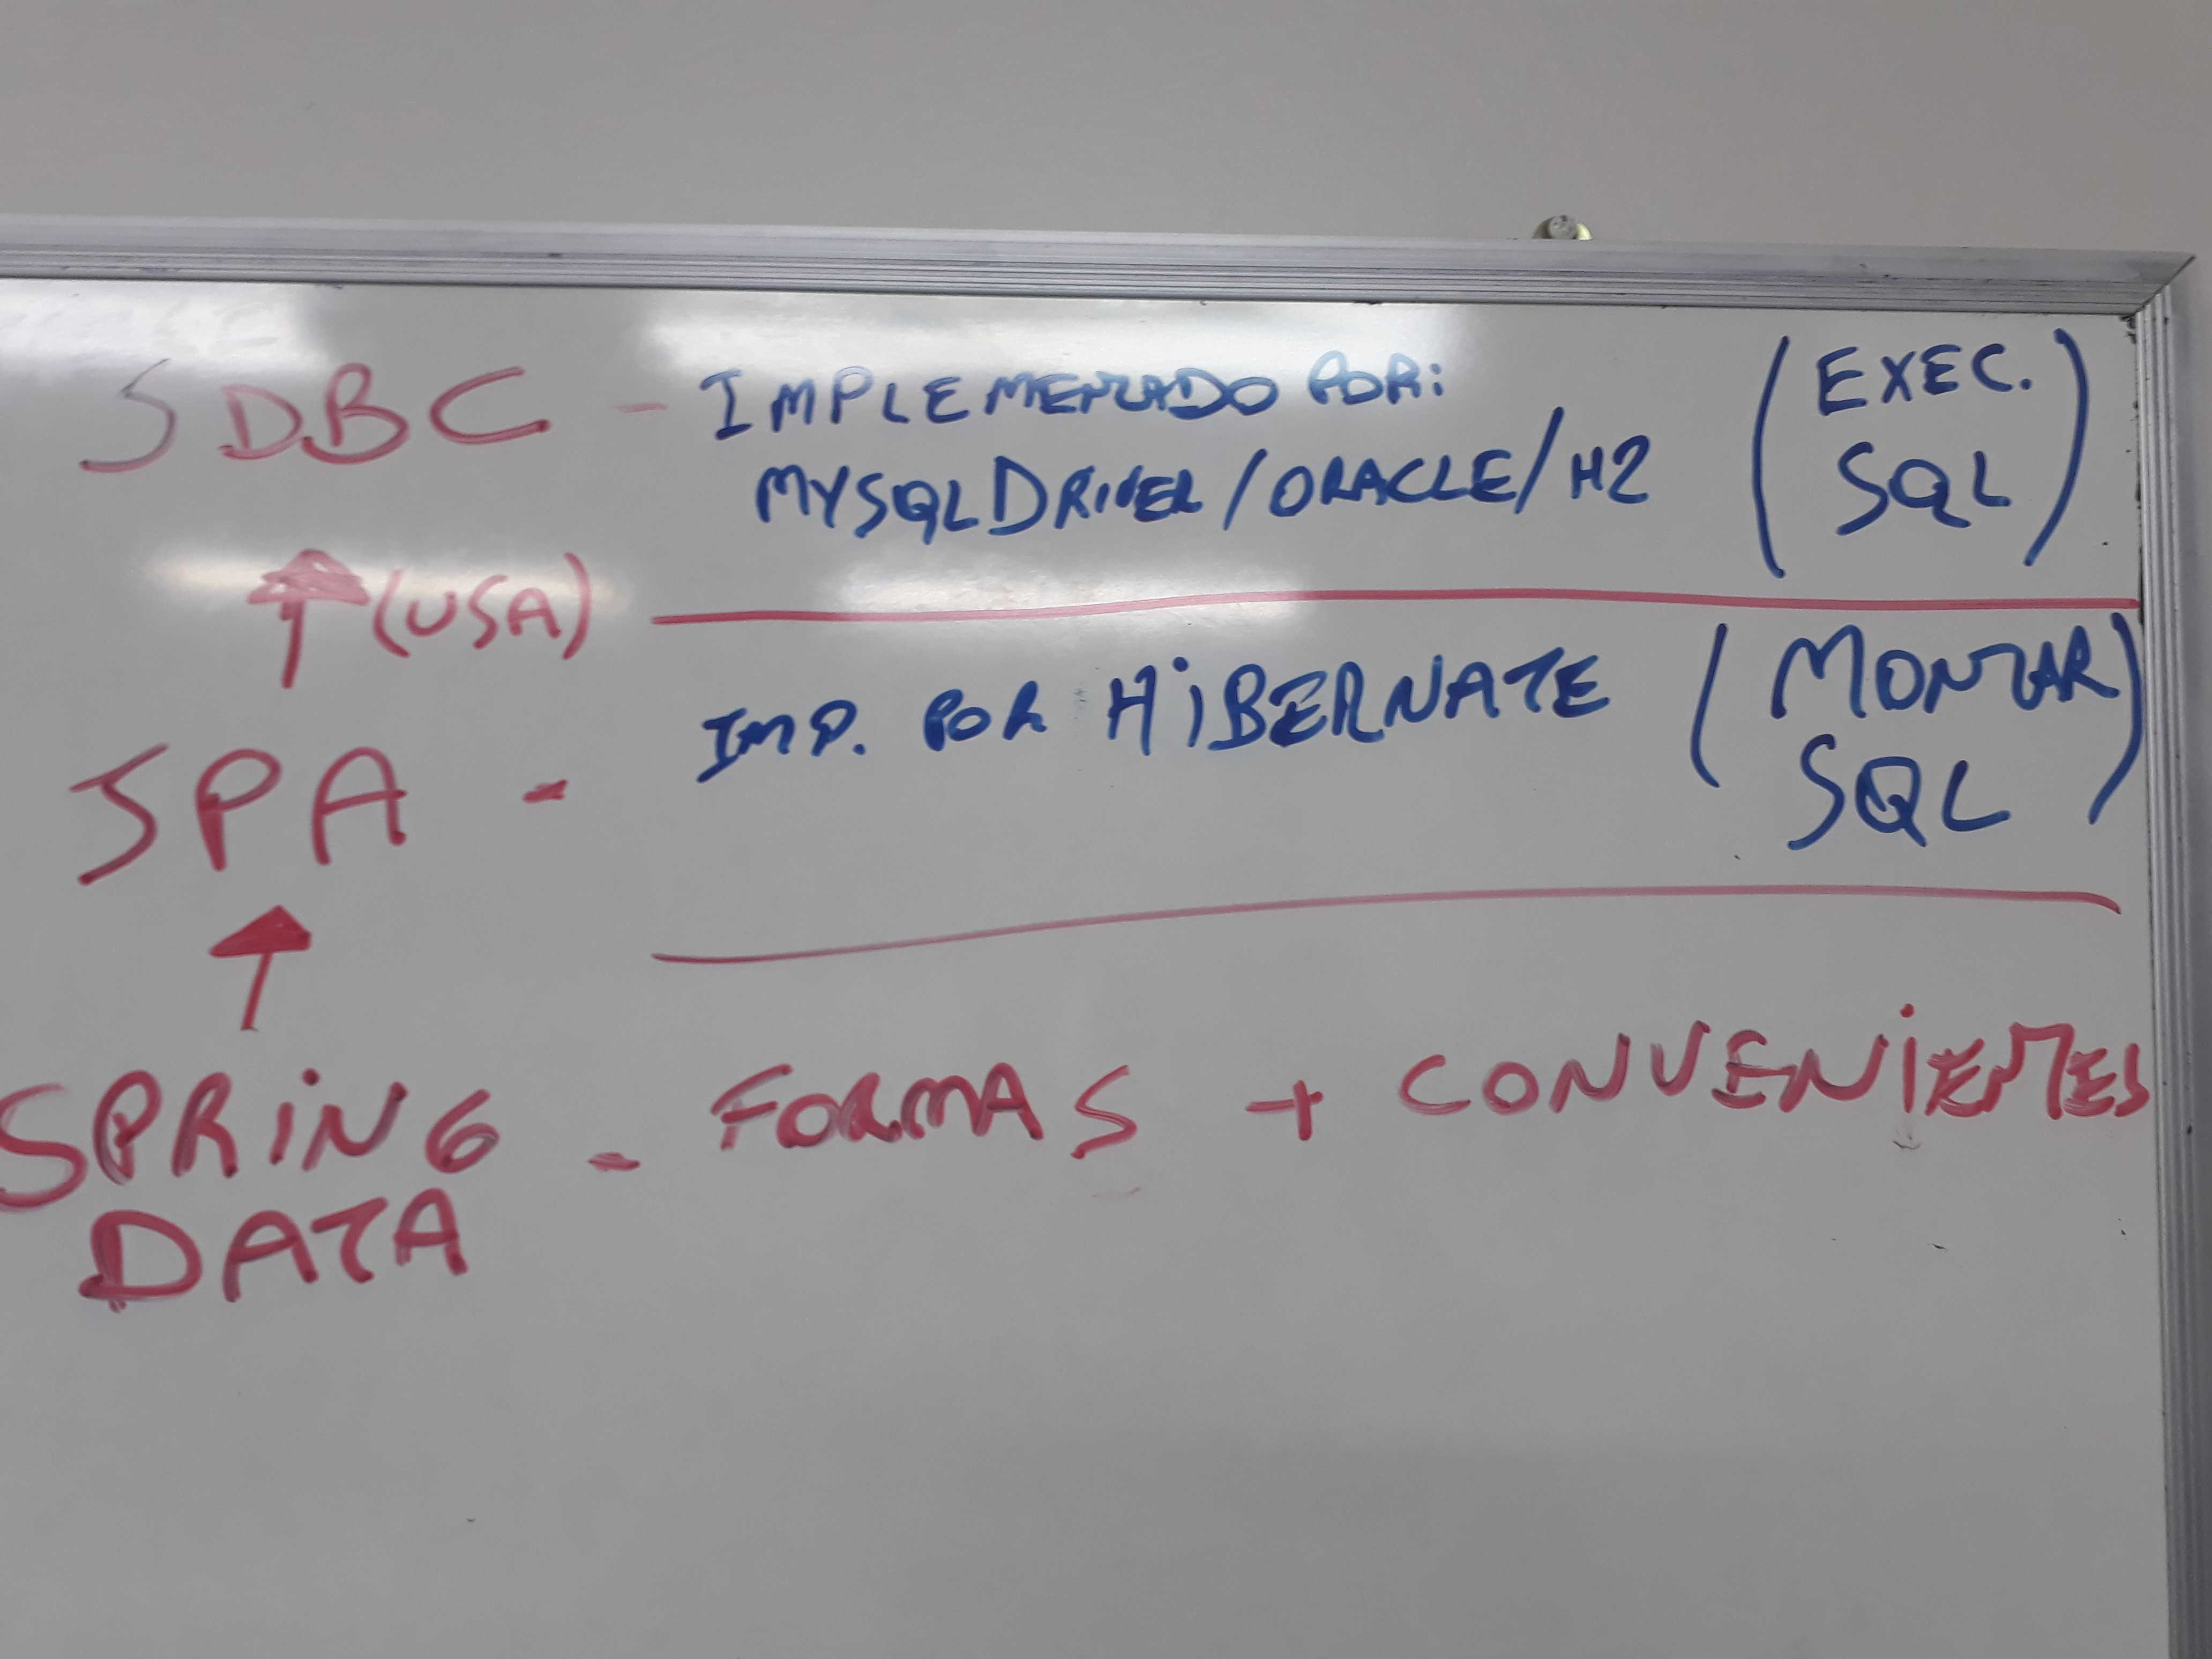 JDBC - IMPLEMENTADO POR:
MYSQLDRIVER/ORACLE/H2
(EXEC.
SQL)
(USA)
JPA - IMP. POR HIBERNATE
(MONTAR
SQL)
SPRING - FORMAS + CONVENIENTES
DATA